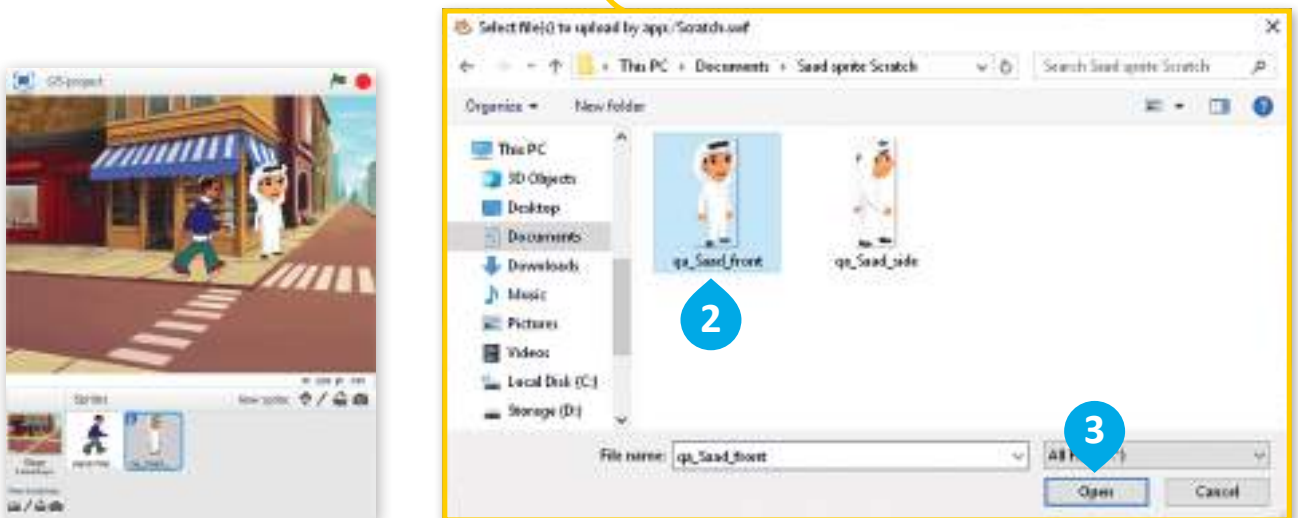 G5-project
Sprites
New sprite:
Select file(s) to upload by app:/Scratch.swf
This PC › Documents › Saad sprite Scratch
Search Saad sprite Scratch
Organize
New folder
This PC
3D Objects
Desktop
Documents
Downloads
Music
Pictures
Videos
Local Disk (C:)
Storage (D:)
qa_Saad_front
qa_Saad_side
2
3
File name: qa_Saad_front
Open
Cancel